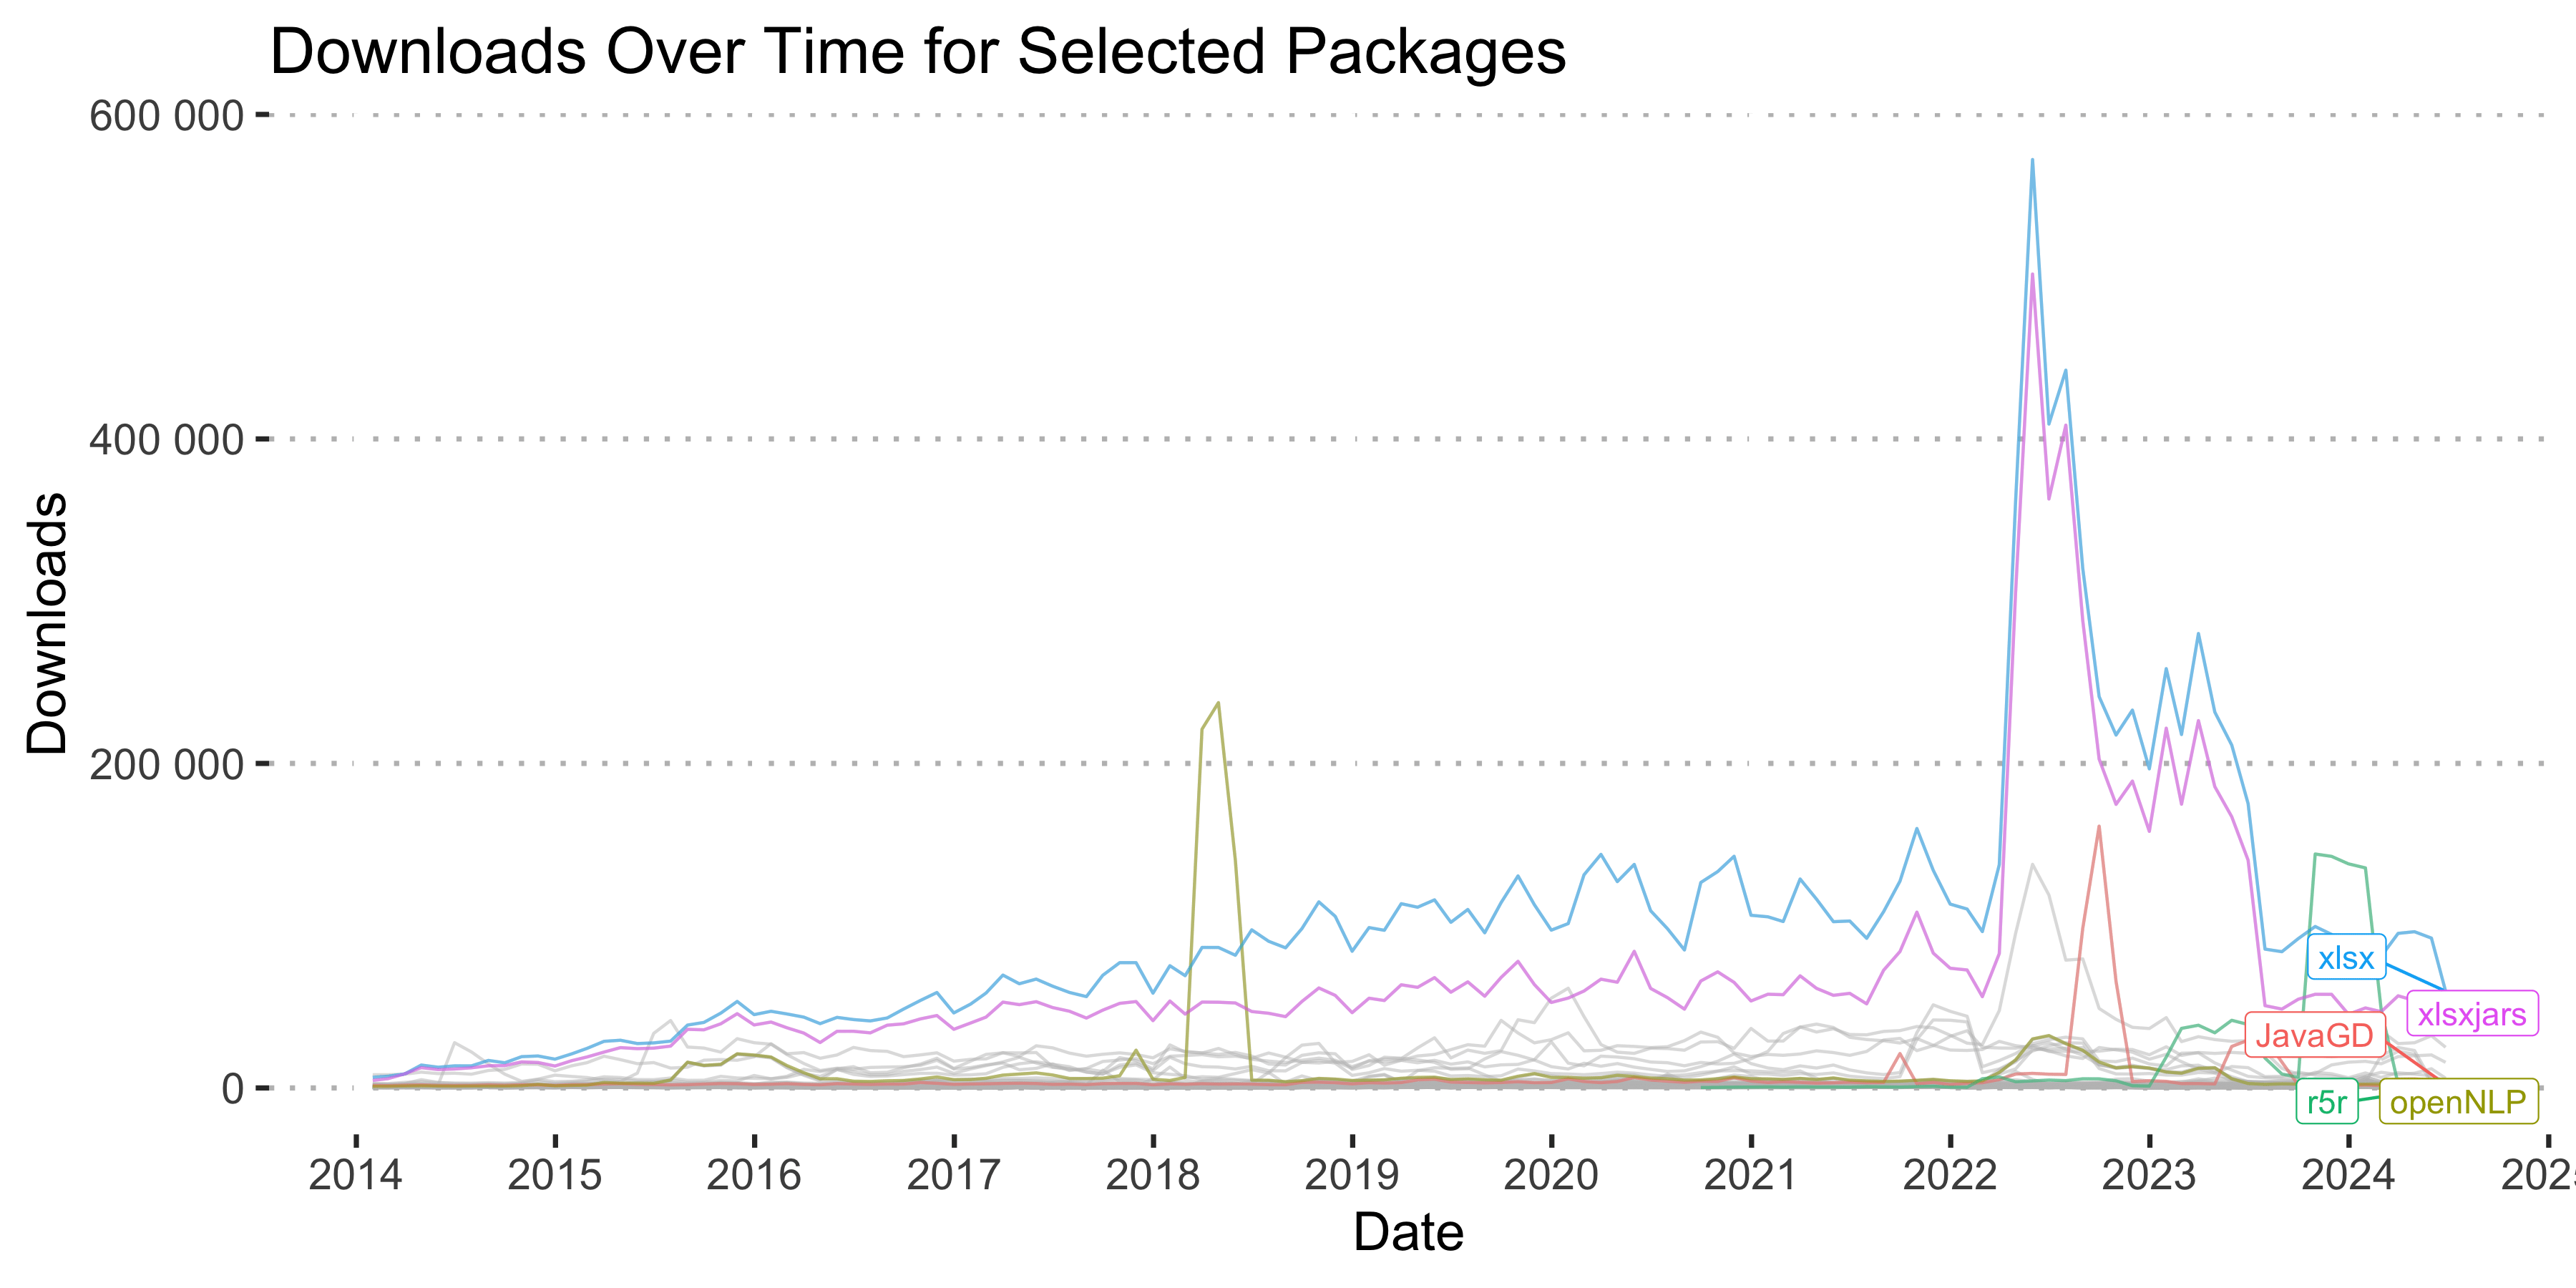 Downloads Over Time for Selected Packages
600 000
400 000
200 000
0
Downloads
xlsx
xlsxjars
JavaGD
r5r
openNLP
2014 2015 2016 2017 2018 2019 2020 2021 2022 2023 2024
Date